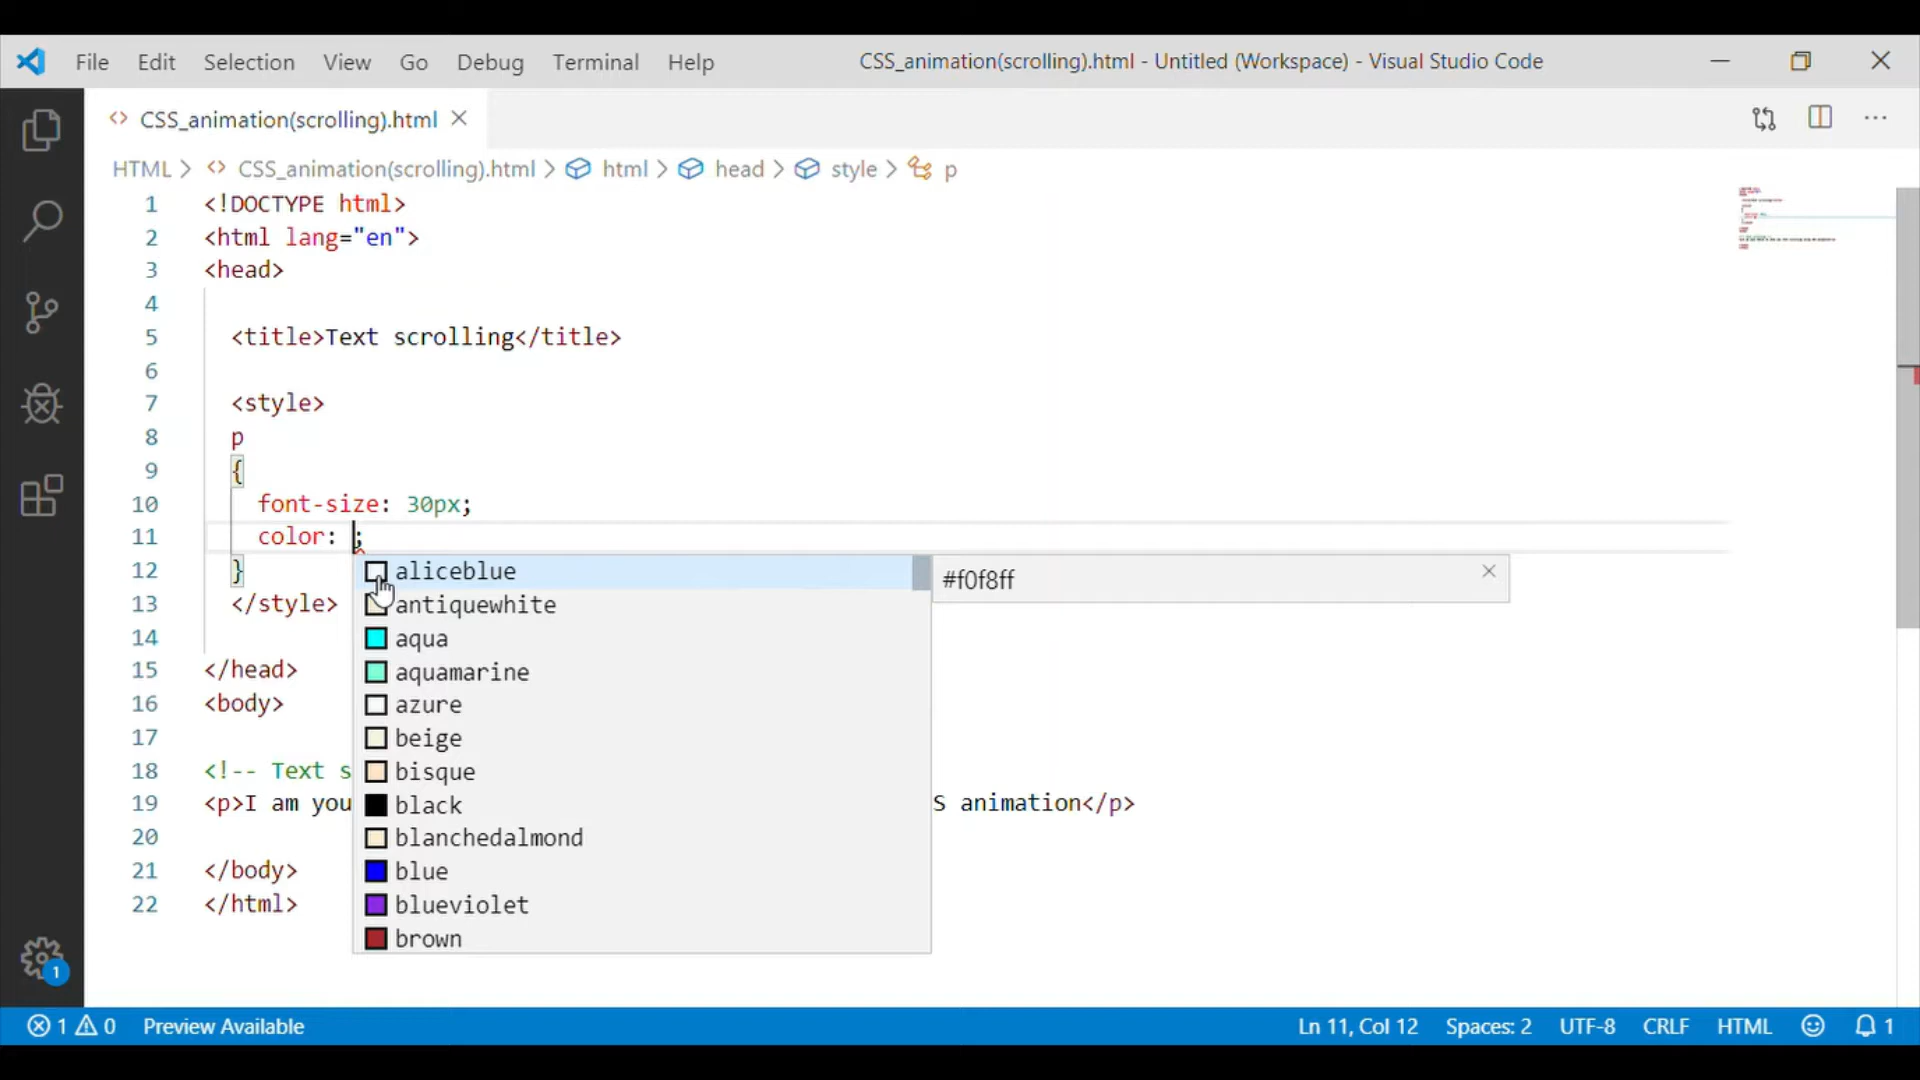 File Edit Selection View Go Debug Terminal Help CSS_animation(scrolling).html - Untitled (Workspace) - Visual Studio Code
<> CSS_animation(scrolling).html
HTML > <> CSS_animation(scrolling).html > html > head > style > p
1 <!DOCTYPE html>
2 <html lang="en">
3 <head>
4
5 <title>Text scrolling</title>
6
7 <style>
8 p
9 {
10 font-size: 30px;
11 color: ;
12 } aliceblue #f0f8ff
13 </style> antiquewhite
14 aqua
15 </head> aquamarine
16 <body> azure
17 beige
18 <!-- Text s bisque
19 <p>I am you black S animation</p>
20 blanchedalmond
21 </body> blue
22 </html> blueviolet
brown
1
1 0 Preview Available Ln 11, Col 12 Spaces: 2 UTF-8 CRLF HTML 1